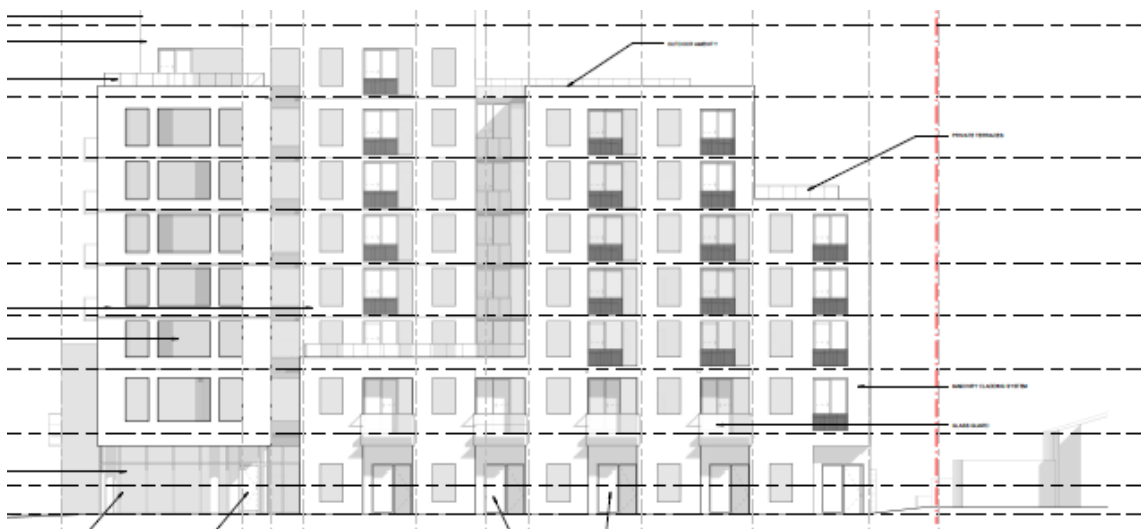 OUTDOOR AMENITY
PRIVATE TERRACES
MASONRY CLADDING SYSTEM
GLASS GUARD